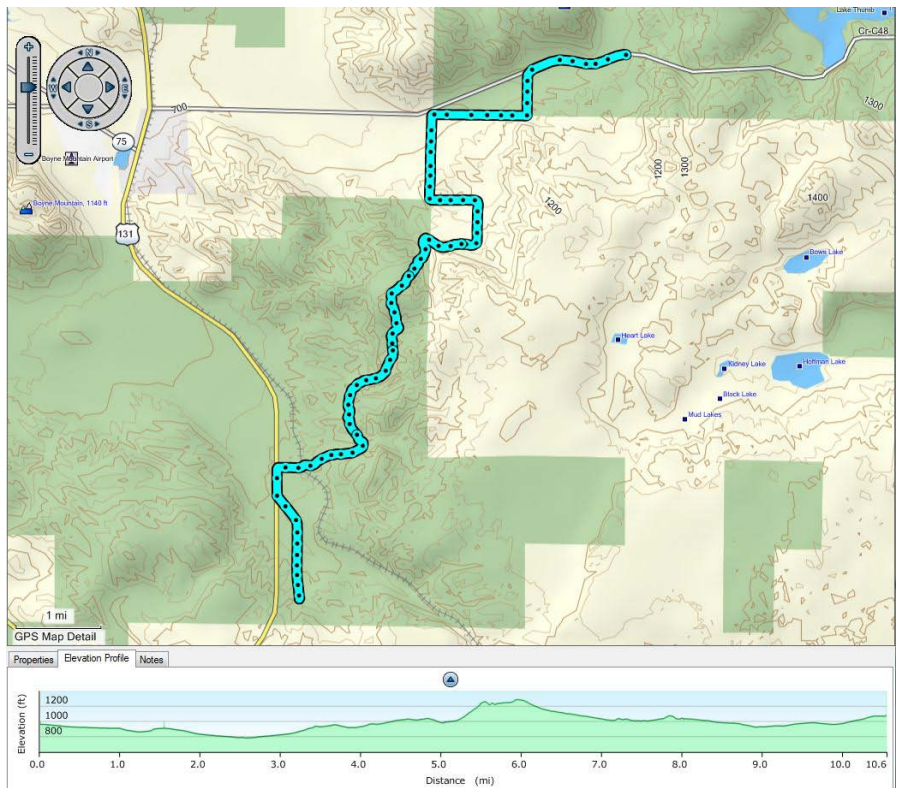 Lake Thumb
Cr-C48
N
W
E
S
700
1300
75
Boyne Mountain Airport
1200
1300
Boyne Mountain, 1140 ft
1200
1400
131
Bows Lake
Heart Lake
Kidney Lake
Hoffman Lake
Black Lake
Mud Lakes
1 mi
GPS Map Detail
Properties Elevation Profile Notes
Elevation (ft)
1200
1000
800
0.0 1.0 2.0 3.0 4.0 5.0 6.0 7.0 8.0 9.0 10.0 10.6
Distance (mi)